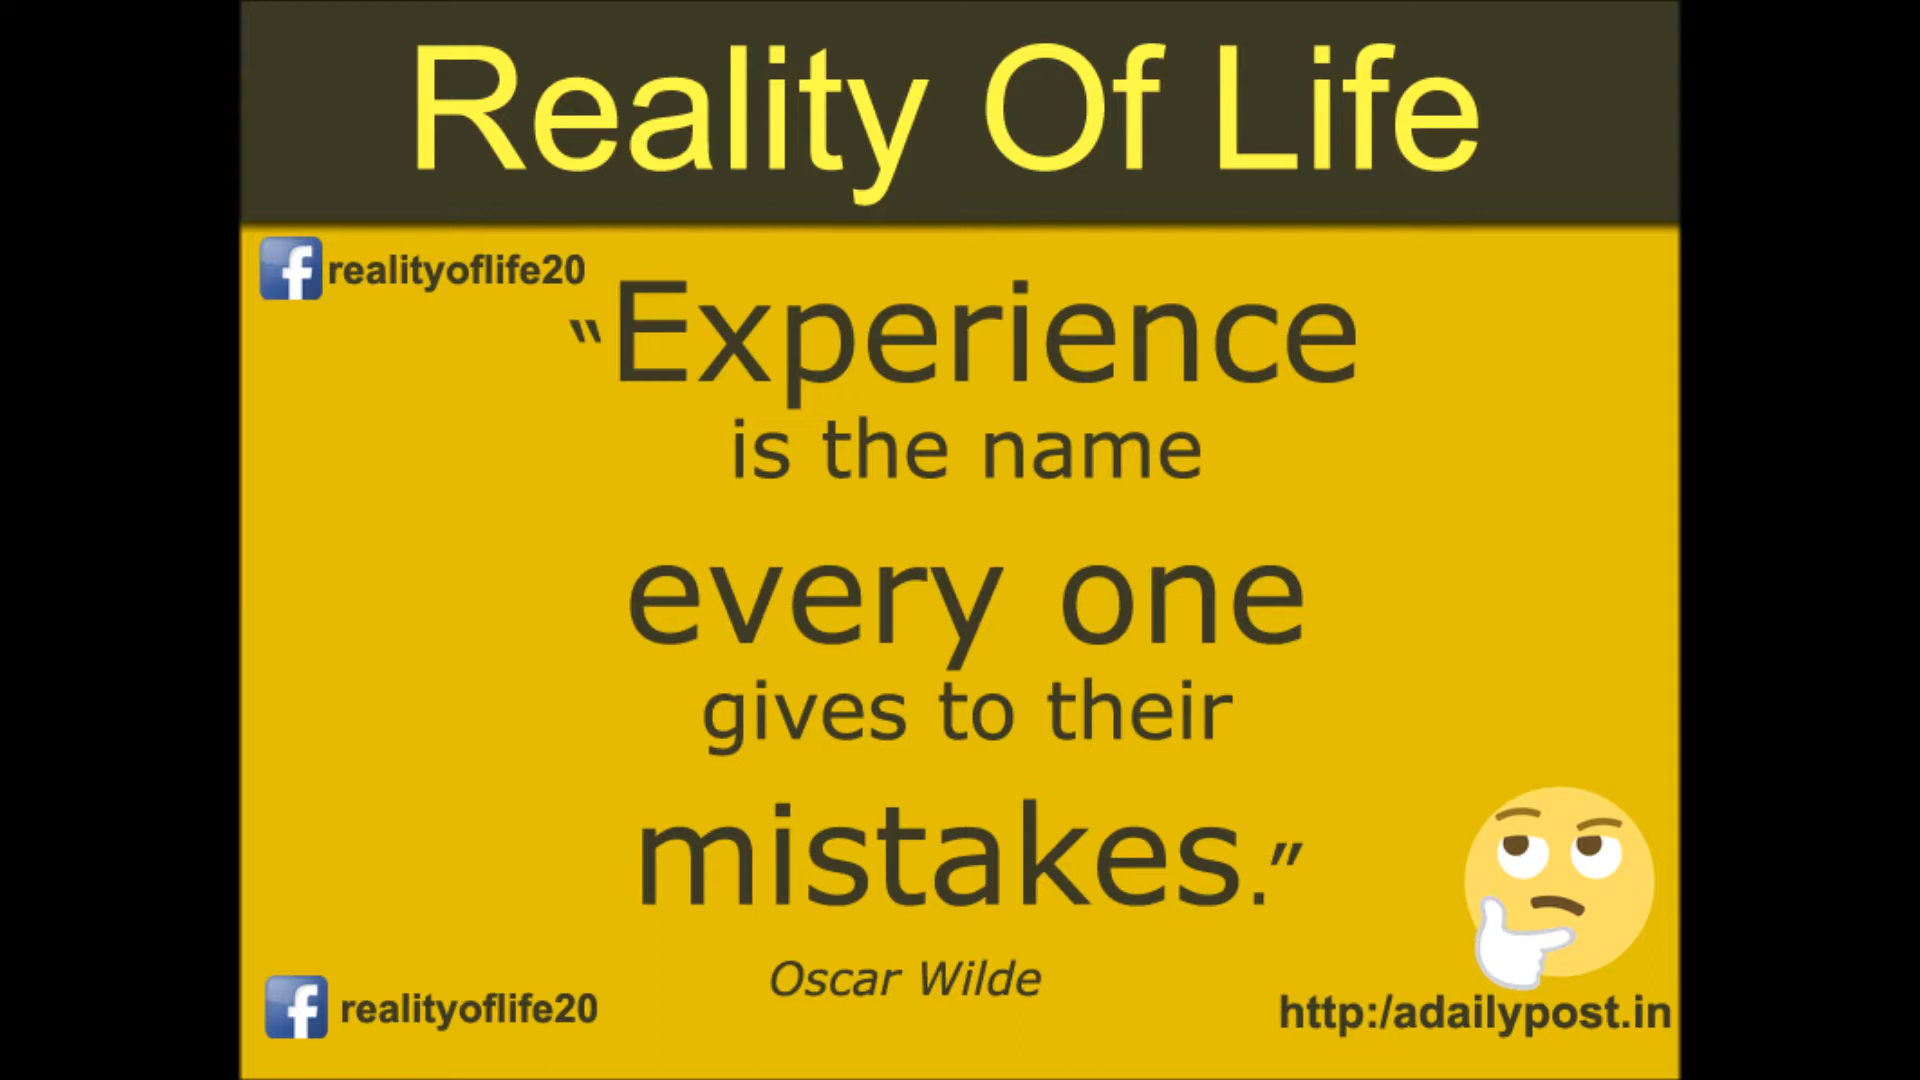 Reality Of Life
realityoflife20
“Experience
is the name
every one
gives to their
mistakes.”
Oscar Wilde
realityoflife20
http:/adailypost.in